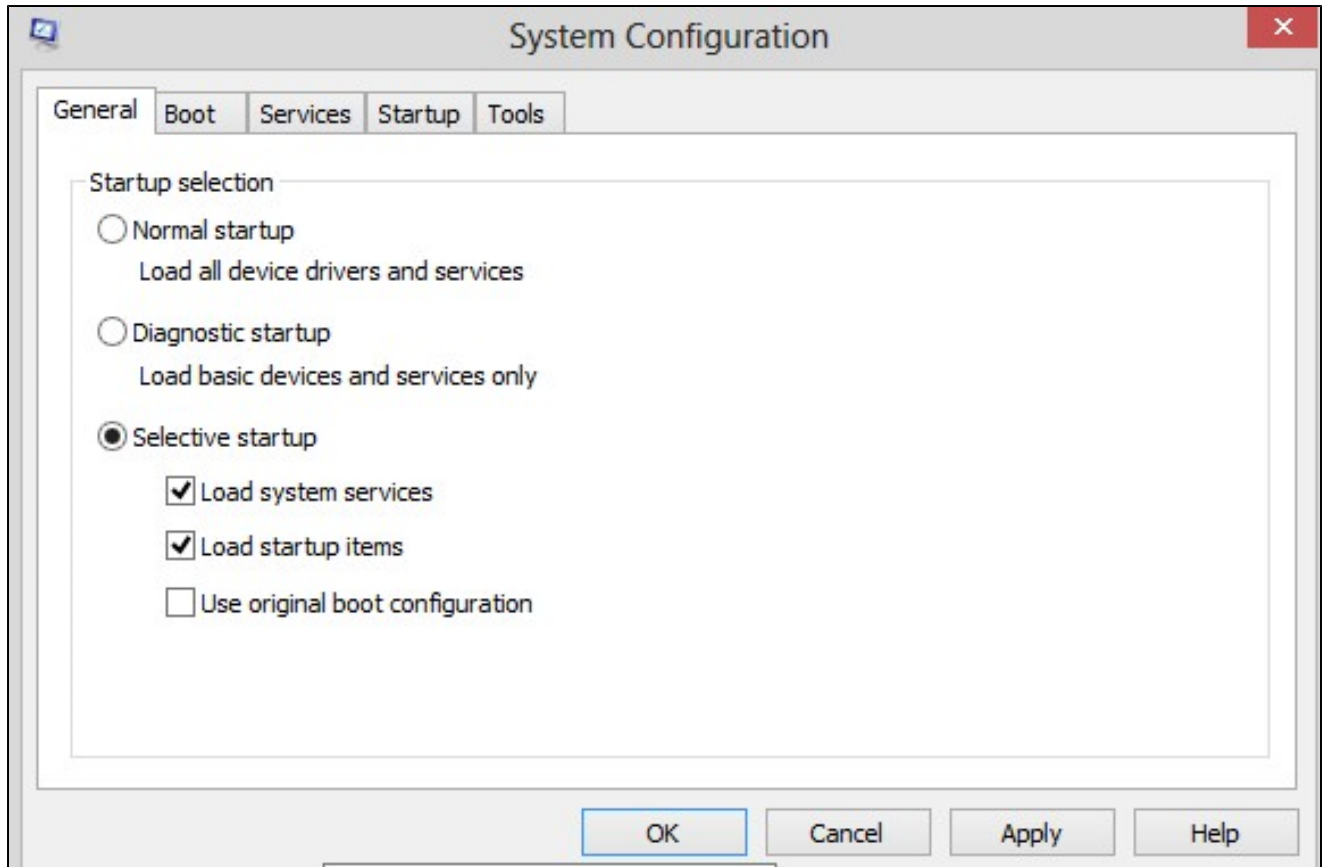 System Configuration
General Boot Services Startup Tools
Startup selection
Normal startup
Load all device drivers and services
Diagnostic startup
Load basic devices and services only
Selective startup
Load system services
Load startup items
Use original boot configuration
OK Cancel Apply Help